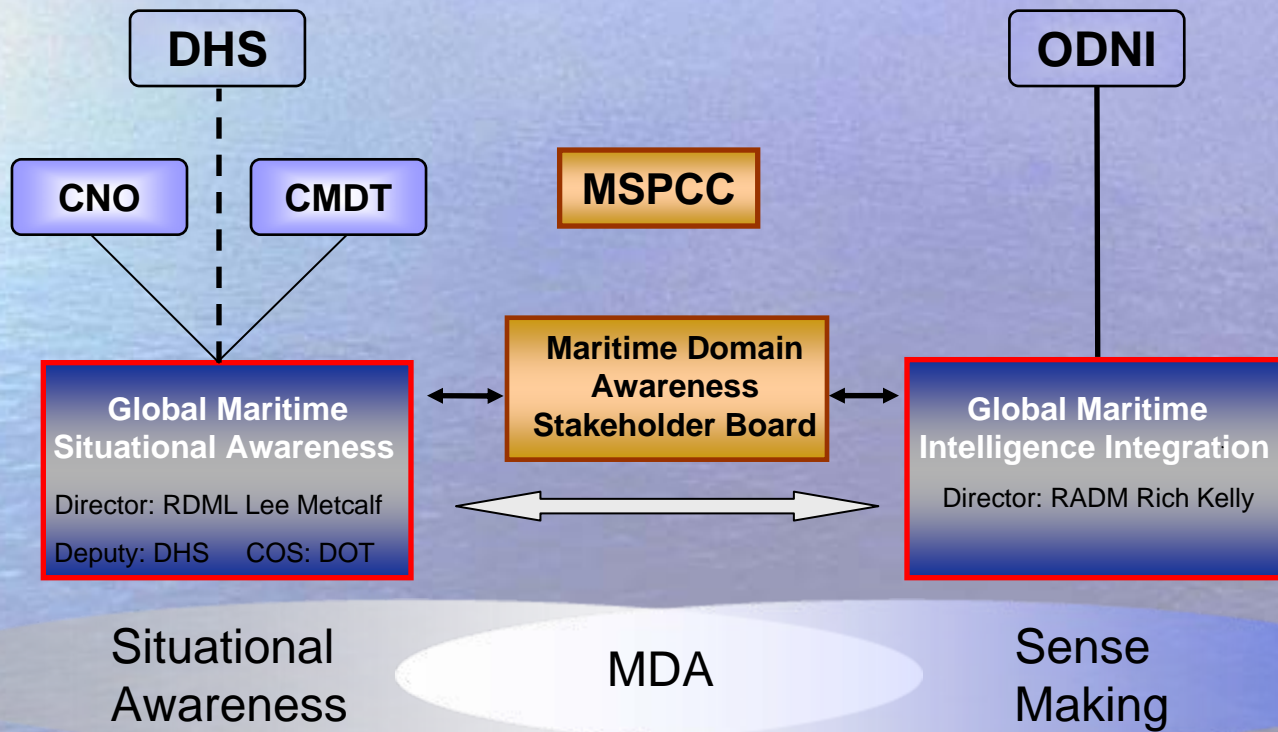 DHS
ODNI
CNO
CMDT
MSPCC
Maritime Domain
Awareness
Stakeholder Board
Global Maritime
Situational Awareness
Director: RDML Lee Metcalf
Deputy: DHS COS: DOT
Global Maritime
Intelligence Integration
.
Director: RADM Rich Kelly
Situational
Awareness
MDA
Sense
Making